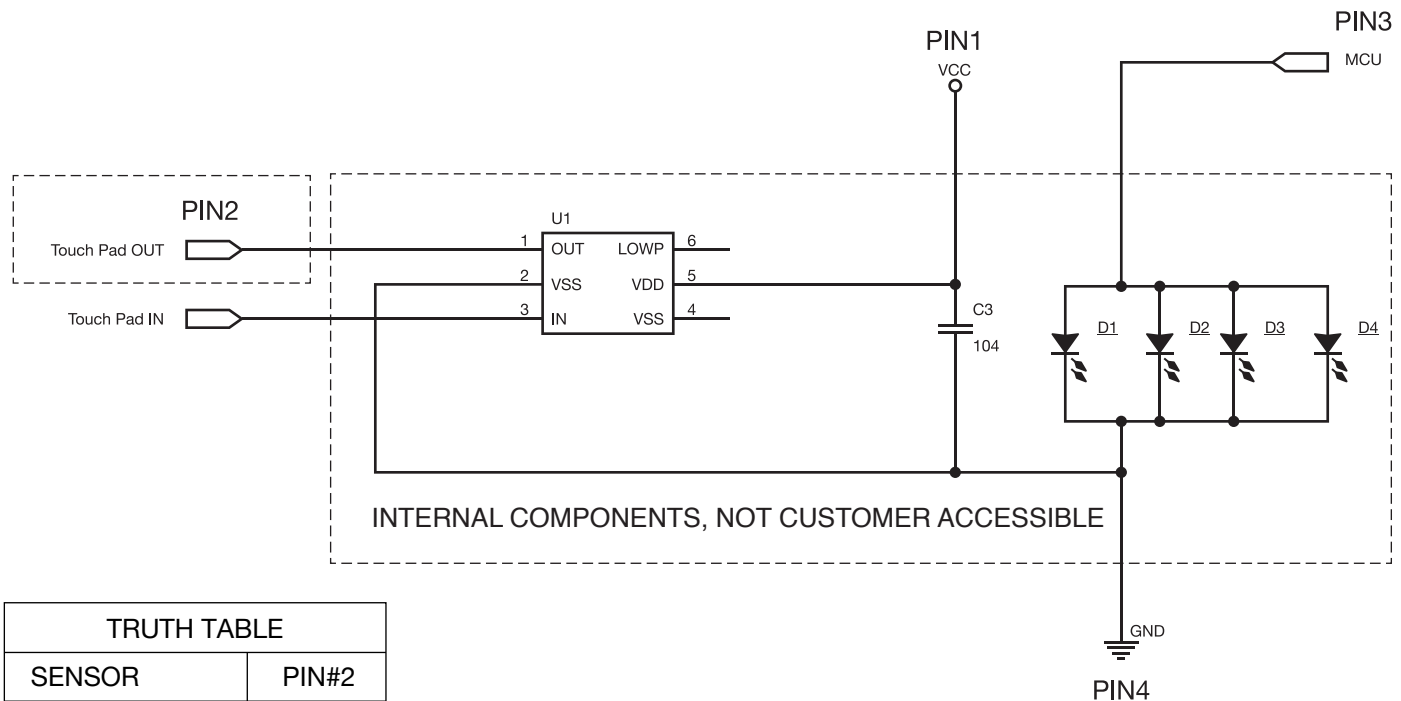 PIN3
MCU
PIN1
VCC
PIN2
Touch Pad OUT
Touch Pad IN
U1
1 OUT LOWP 6
2 VSS VDD 5
3 IN VSS 4
C3
104
D1 D2 D3 D4
INTERNAL COMPONENTS, NOT CUSTOMER ACCESSIBLE
GND
PIN4
TRUTH TABLE
SENSOR PIN#2